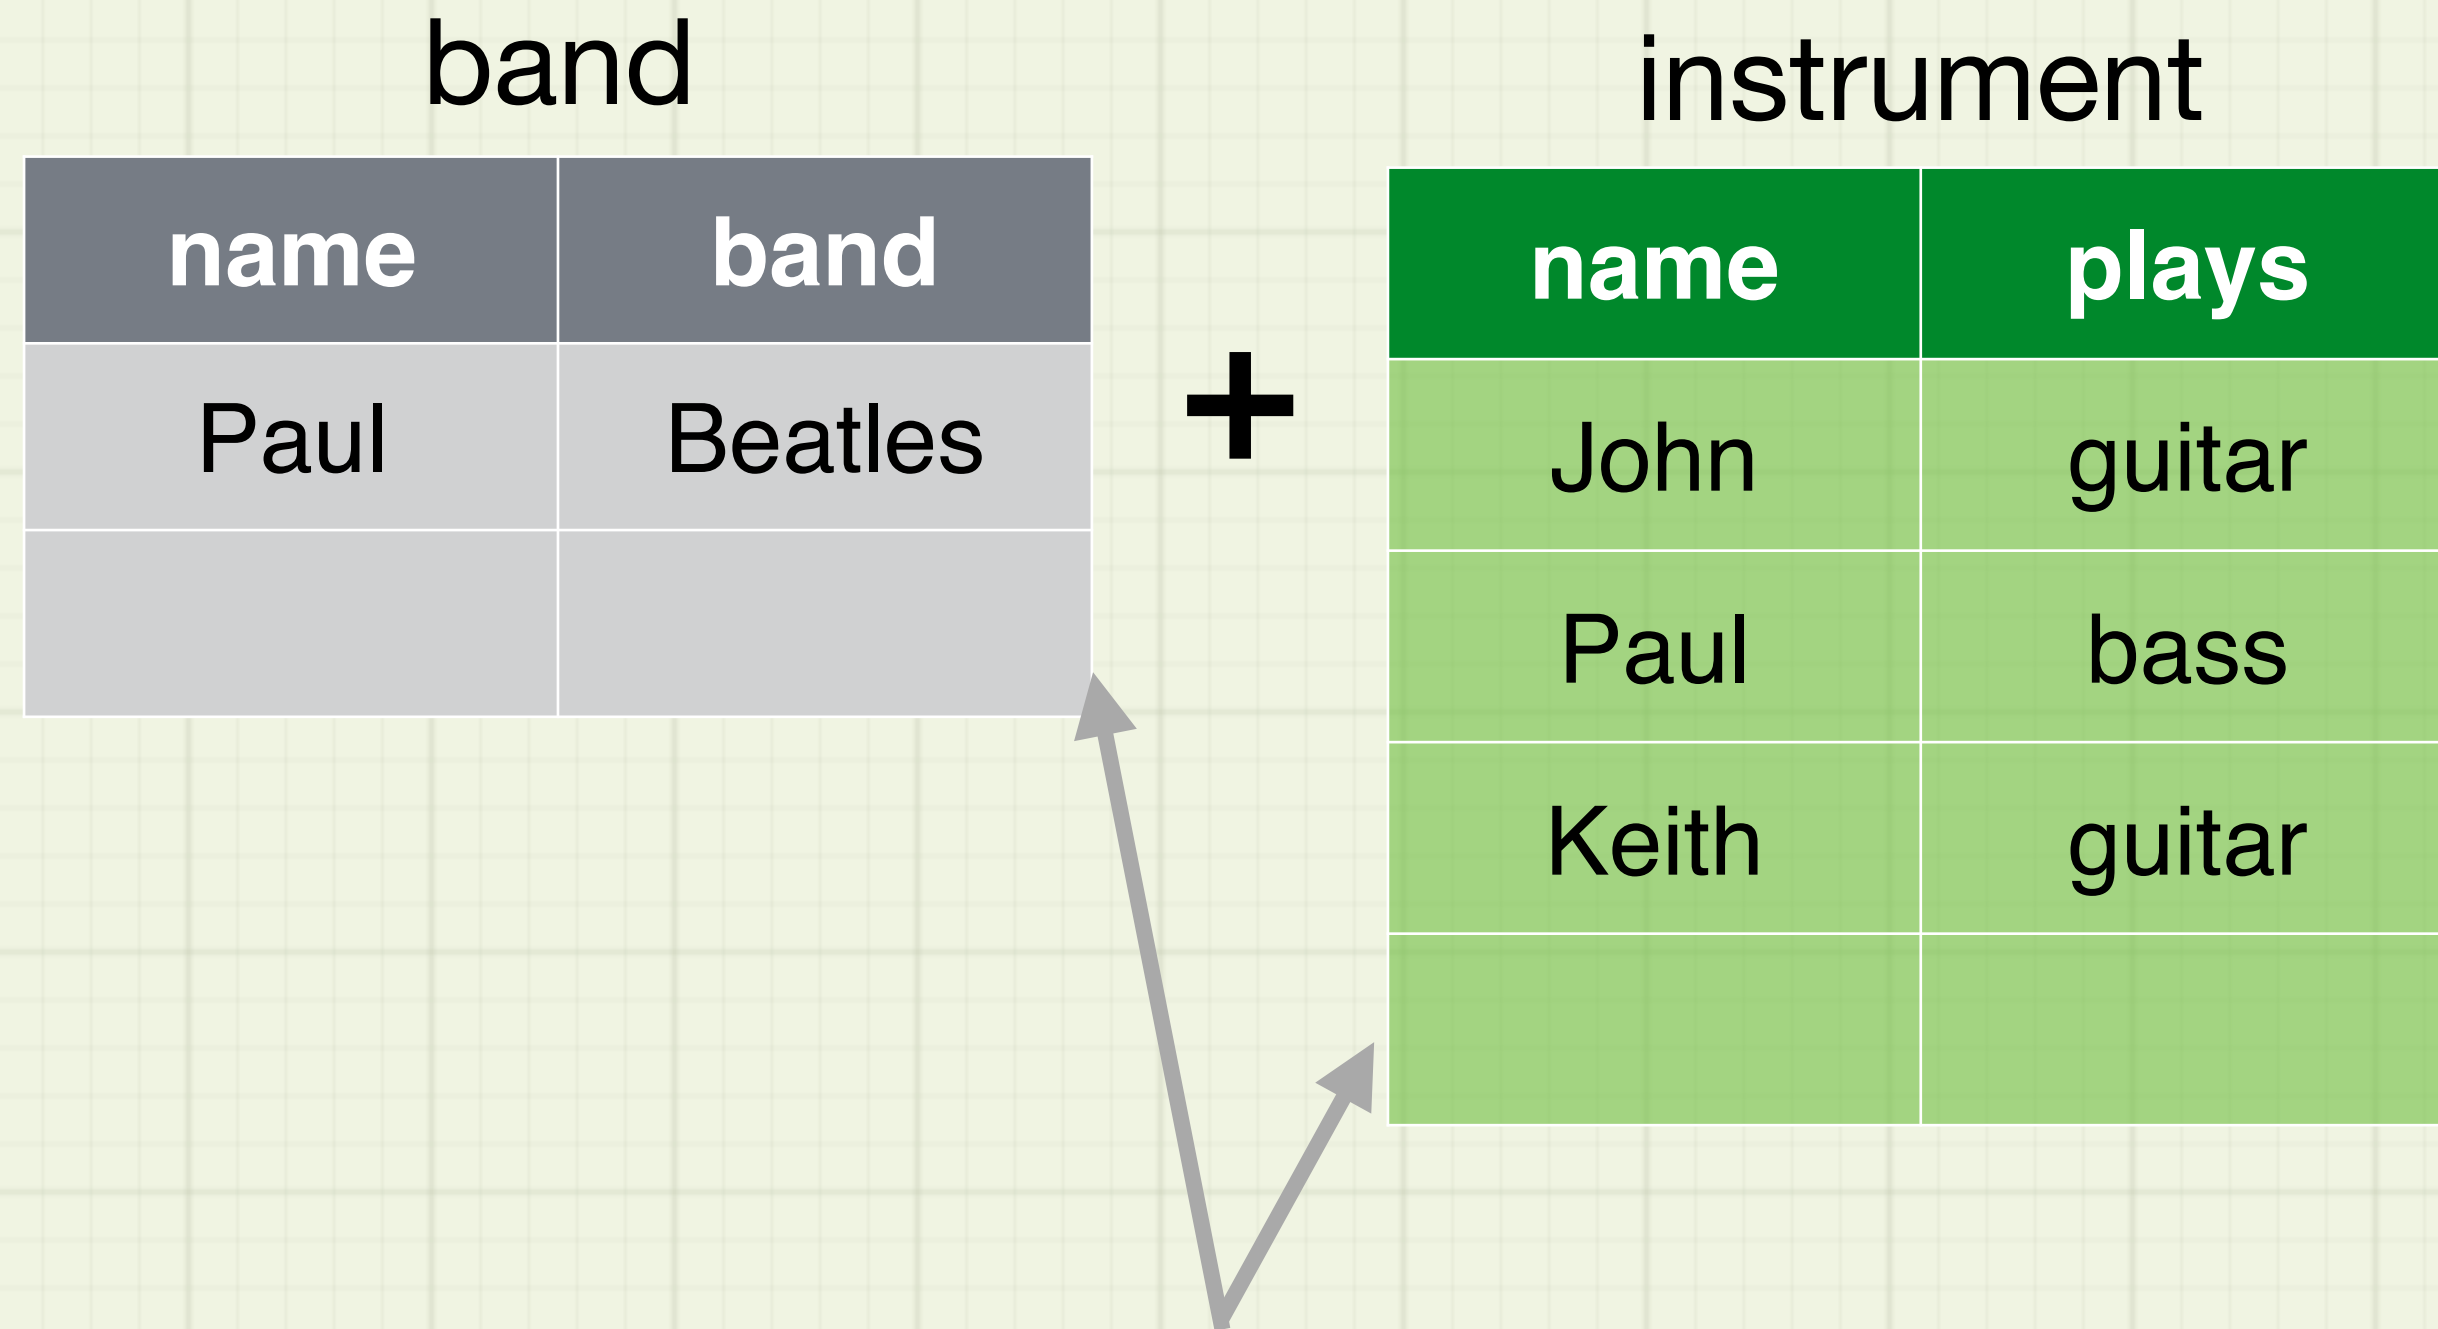 band
name band
Paul Beatles
+
instrument
name plays
John guitar
Paul bass
Keith guitar